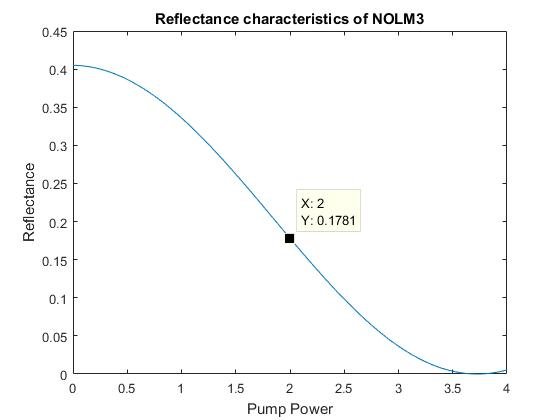 Reflectance characteristics of NOLM3
0.45
0.4
0.35
0.3
0.25
0.2
0.15
0.1
0.05
0
Reflectance
X: 2
Y: 0.1781
0 0.5 1 1.5 2 2.5 3 3.5 4
Pump Power